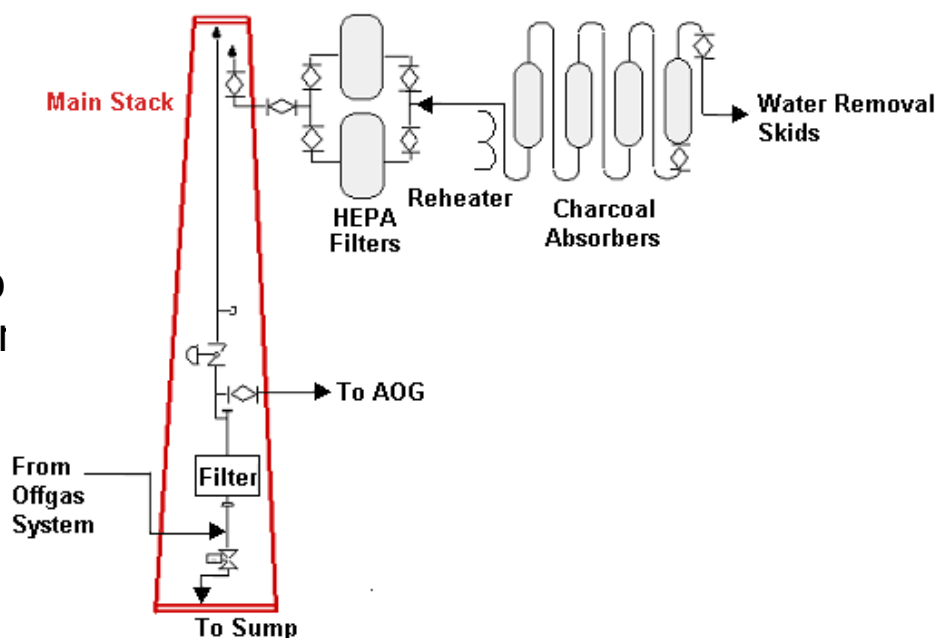 Main Stack
Water Removal
Skids
Reheater
HEPA
Filters
Charcoal
Absorbers
To AOG
From
Offgas
System
Filter
To Sump